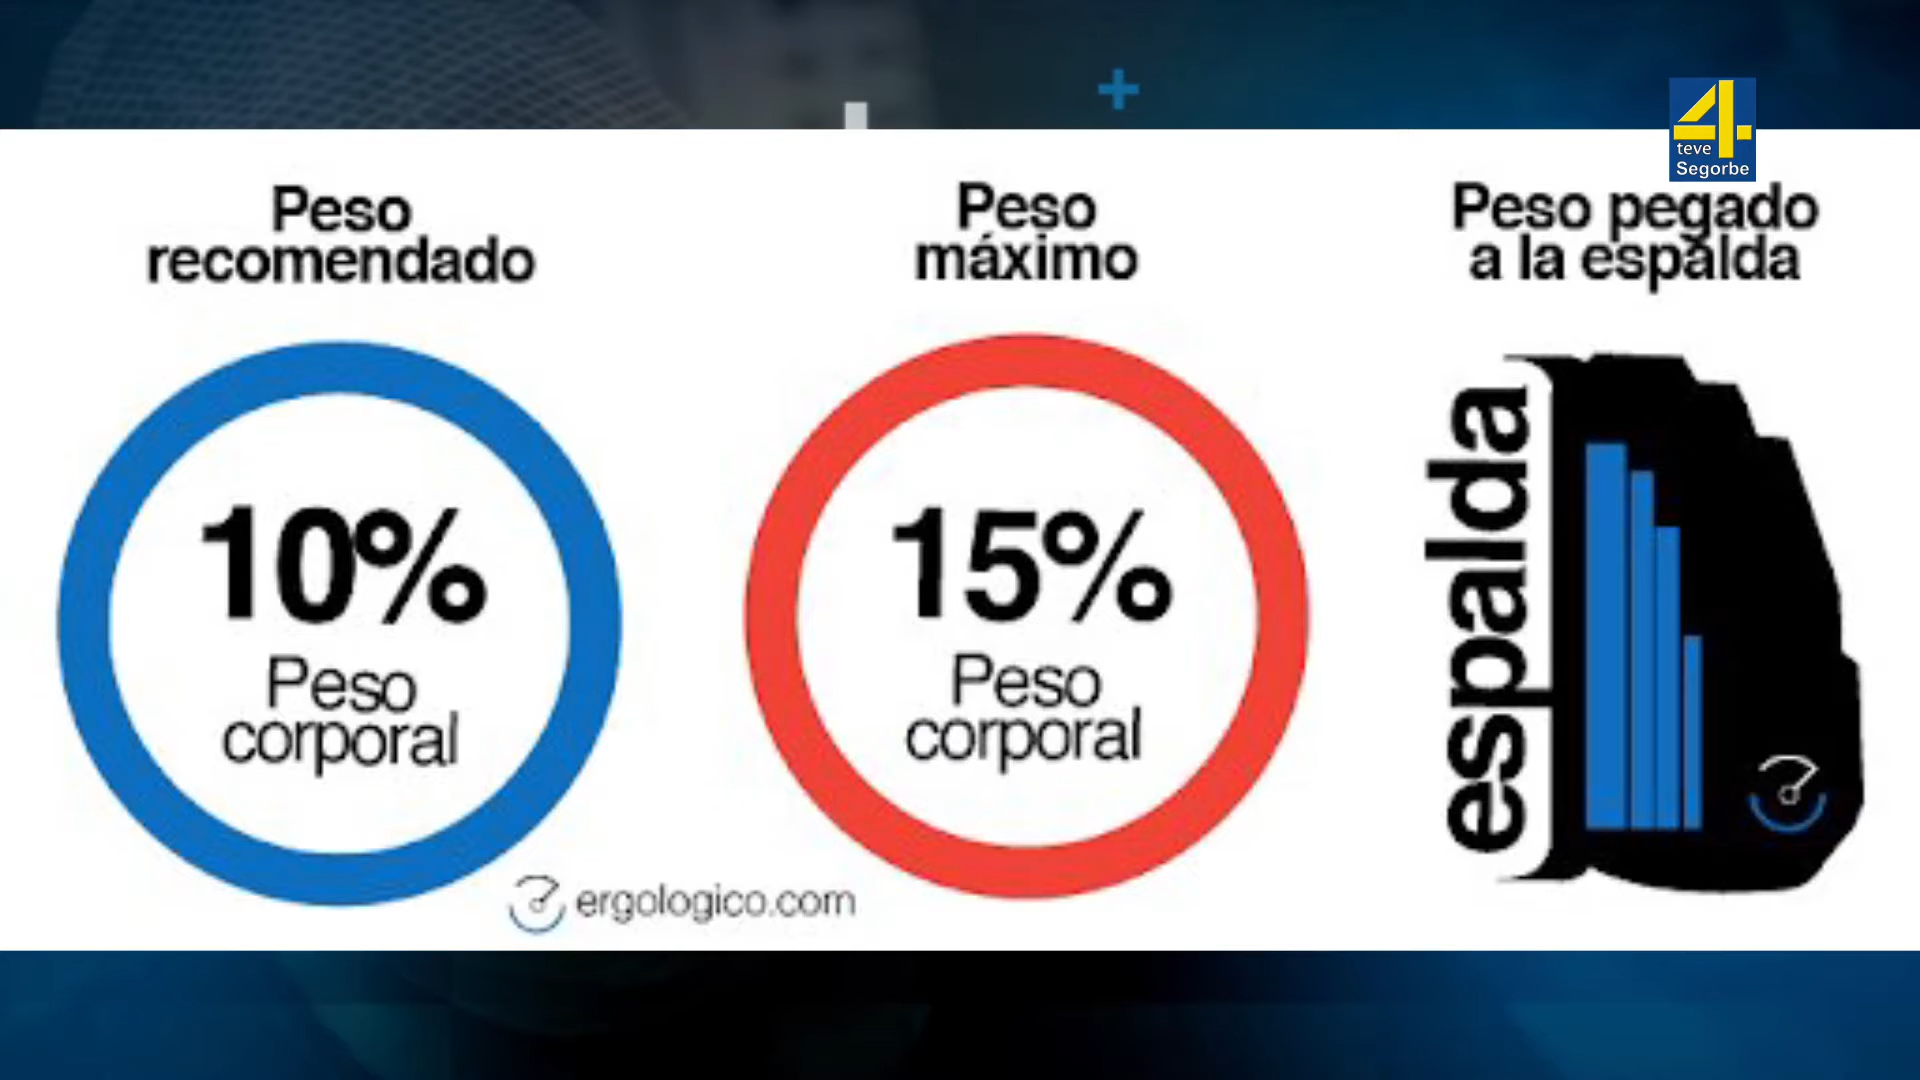 4
teve
Segorbe
Peso
recomendado
10%
Peso
corporal
Peso
máximo
15%
Peso
corporal
Peso pegado
a la espalda
espalda
ergologico.com